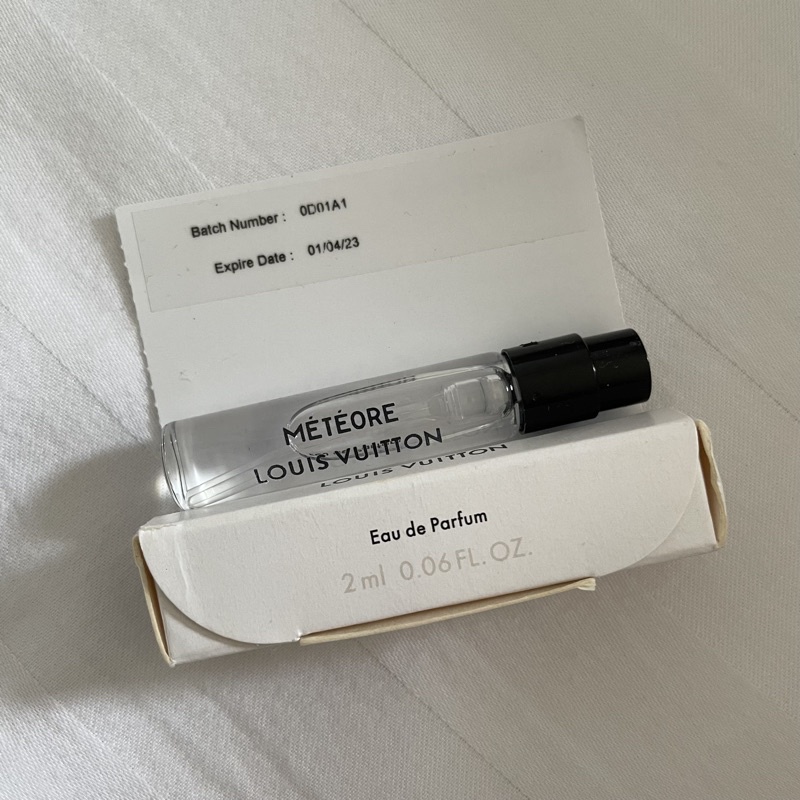 Batch Number : 0D01A1
Expire Date : 01/04/23
MÉTÉORE
LOUIS VUITTON
LOUIS VUITTON
Eau de Parfum
2 ml 0.06 FL. OZ.